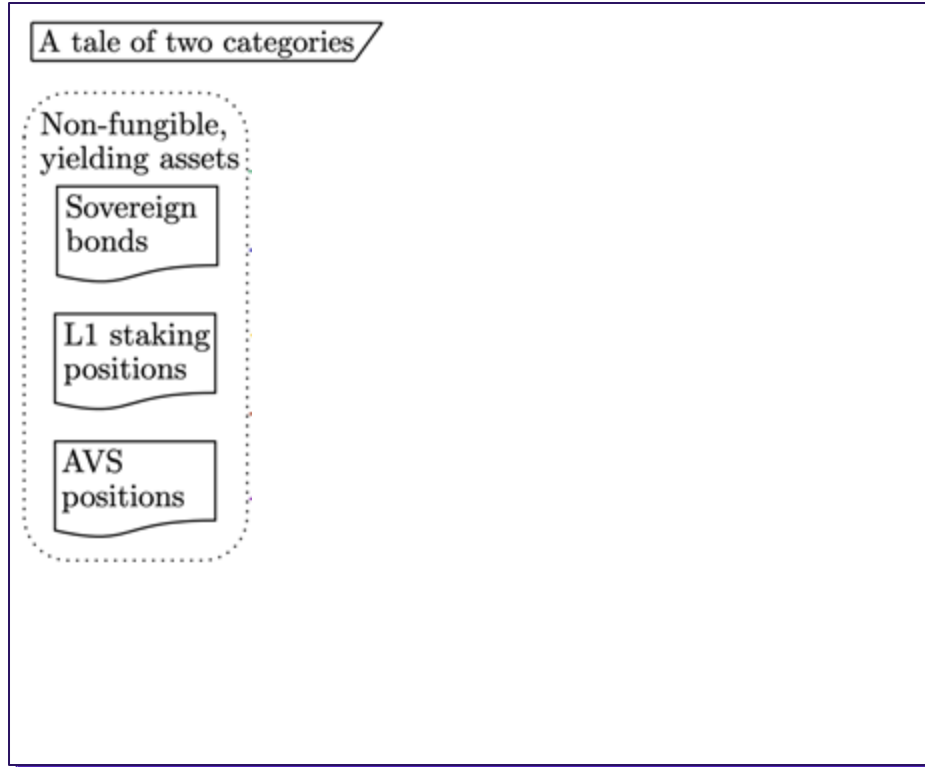 A tale of two categories
Non-fungible,
yielding assets
Sovereign
bonds
L1 staking
positions
AVS
positions